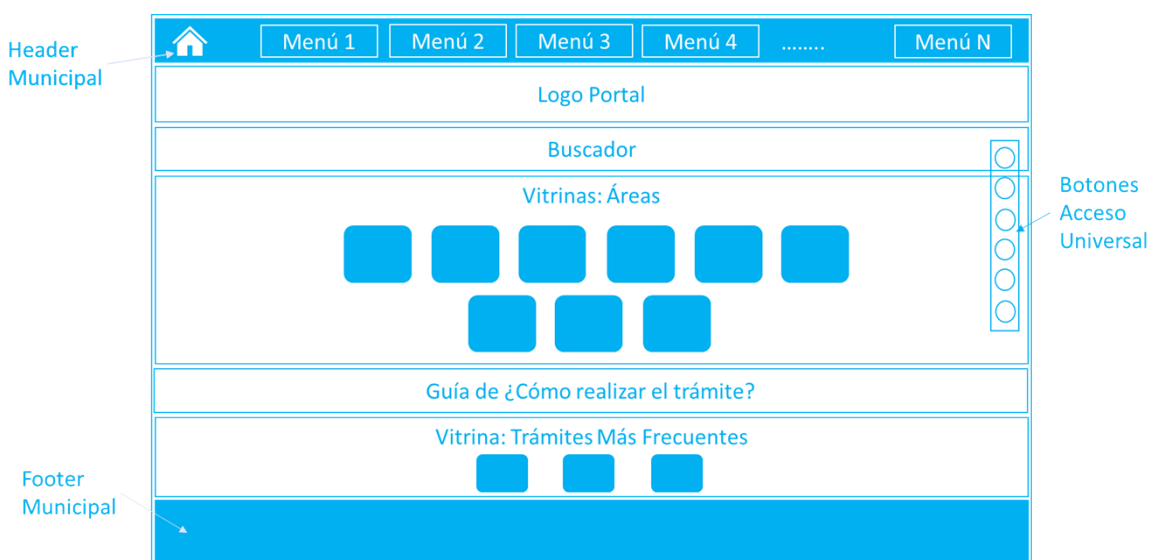 Header
Municipal
Menú 1
Menú 2
Menú 3
Menú 4
........
Menú N
Logo Portal
Buscador
Vitrinas: Áreas
Botones
Acceso
Universal
Guía de ¿Cómo realizar el trámite?
Vitrina: Trámites Más Frecuentes
Footer
Municipal